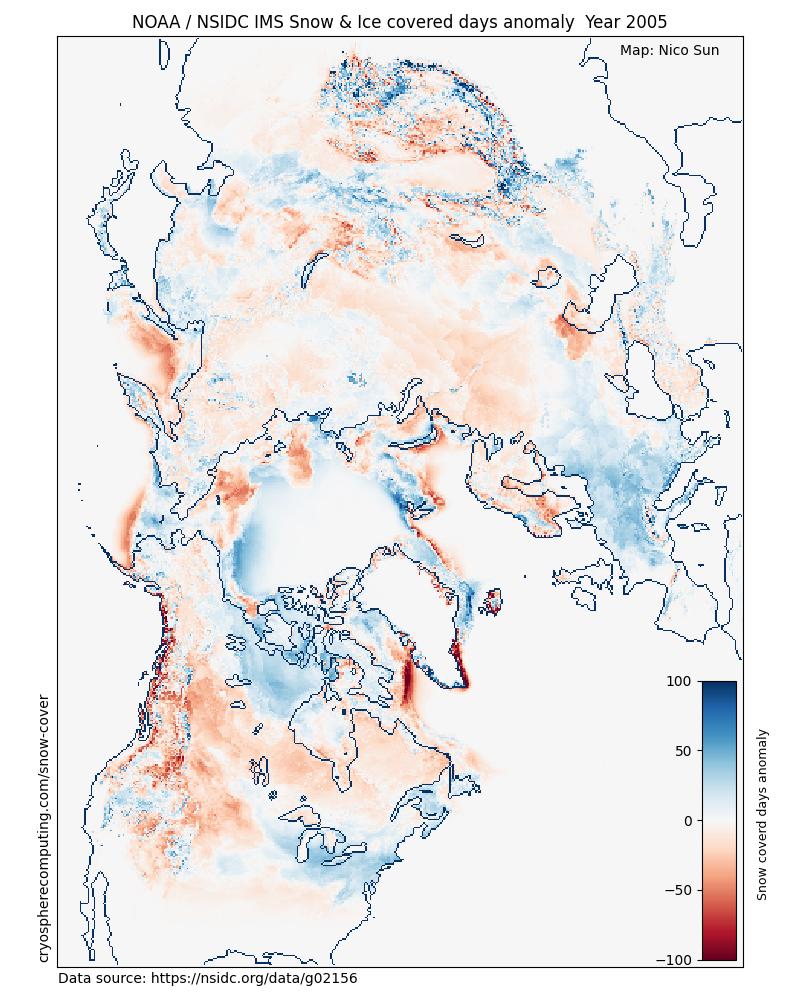 NOAA / NSIDC IMS Snow & Ice covered days anomaly  Year 2005
Map: Nico Sun
cryospherecomputing.com/snow-cover
100
50
0
−50
−100
Snow coverd days anomaly
Data source: https://nsidc.org/data/g02156